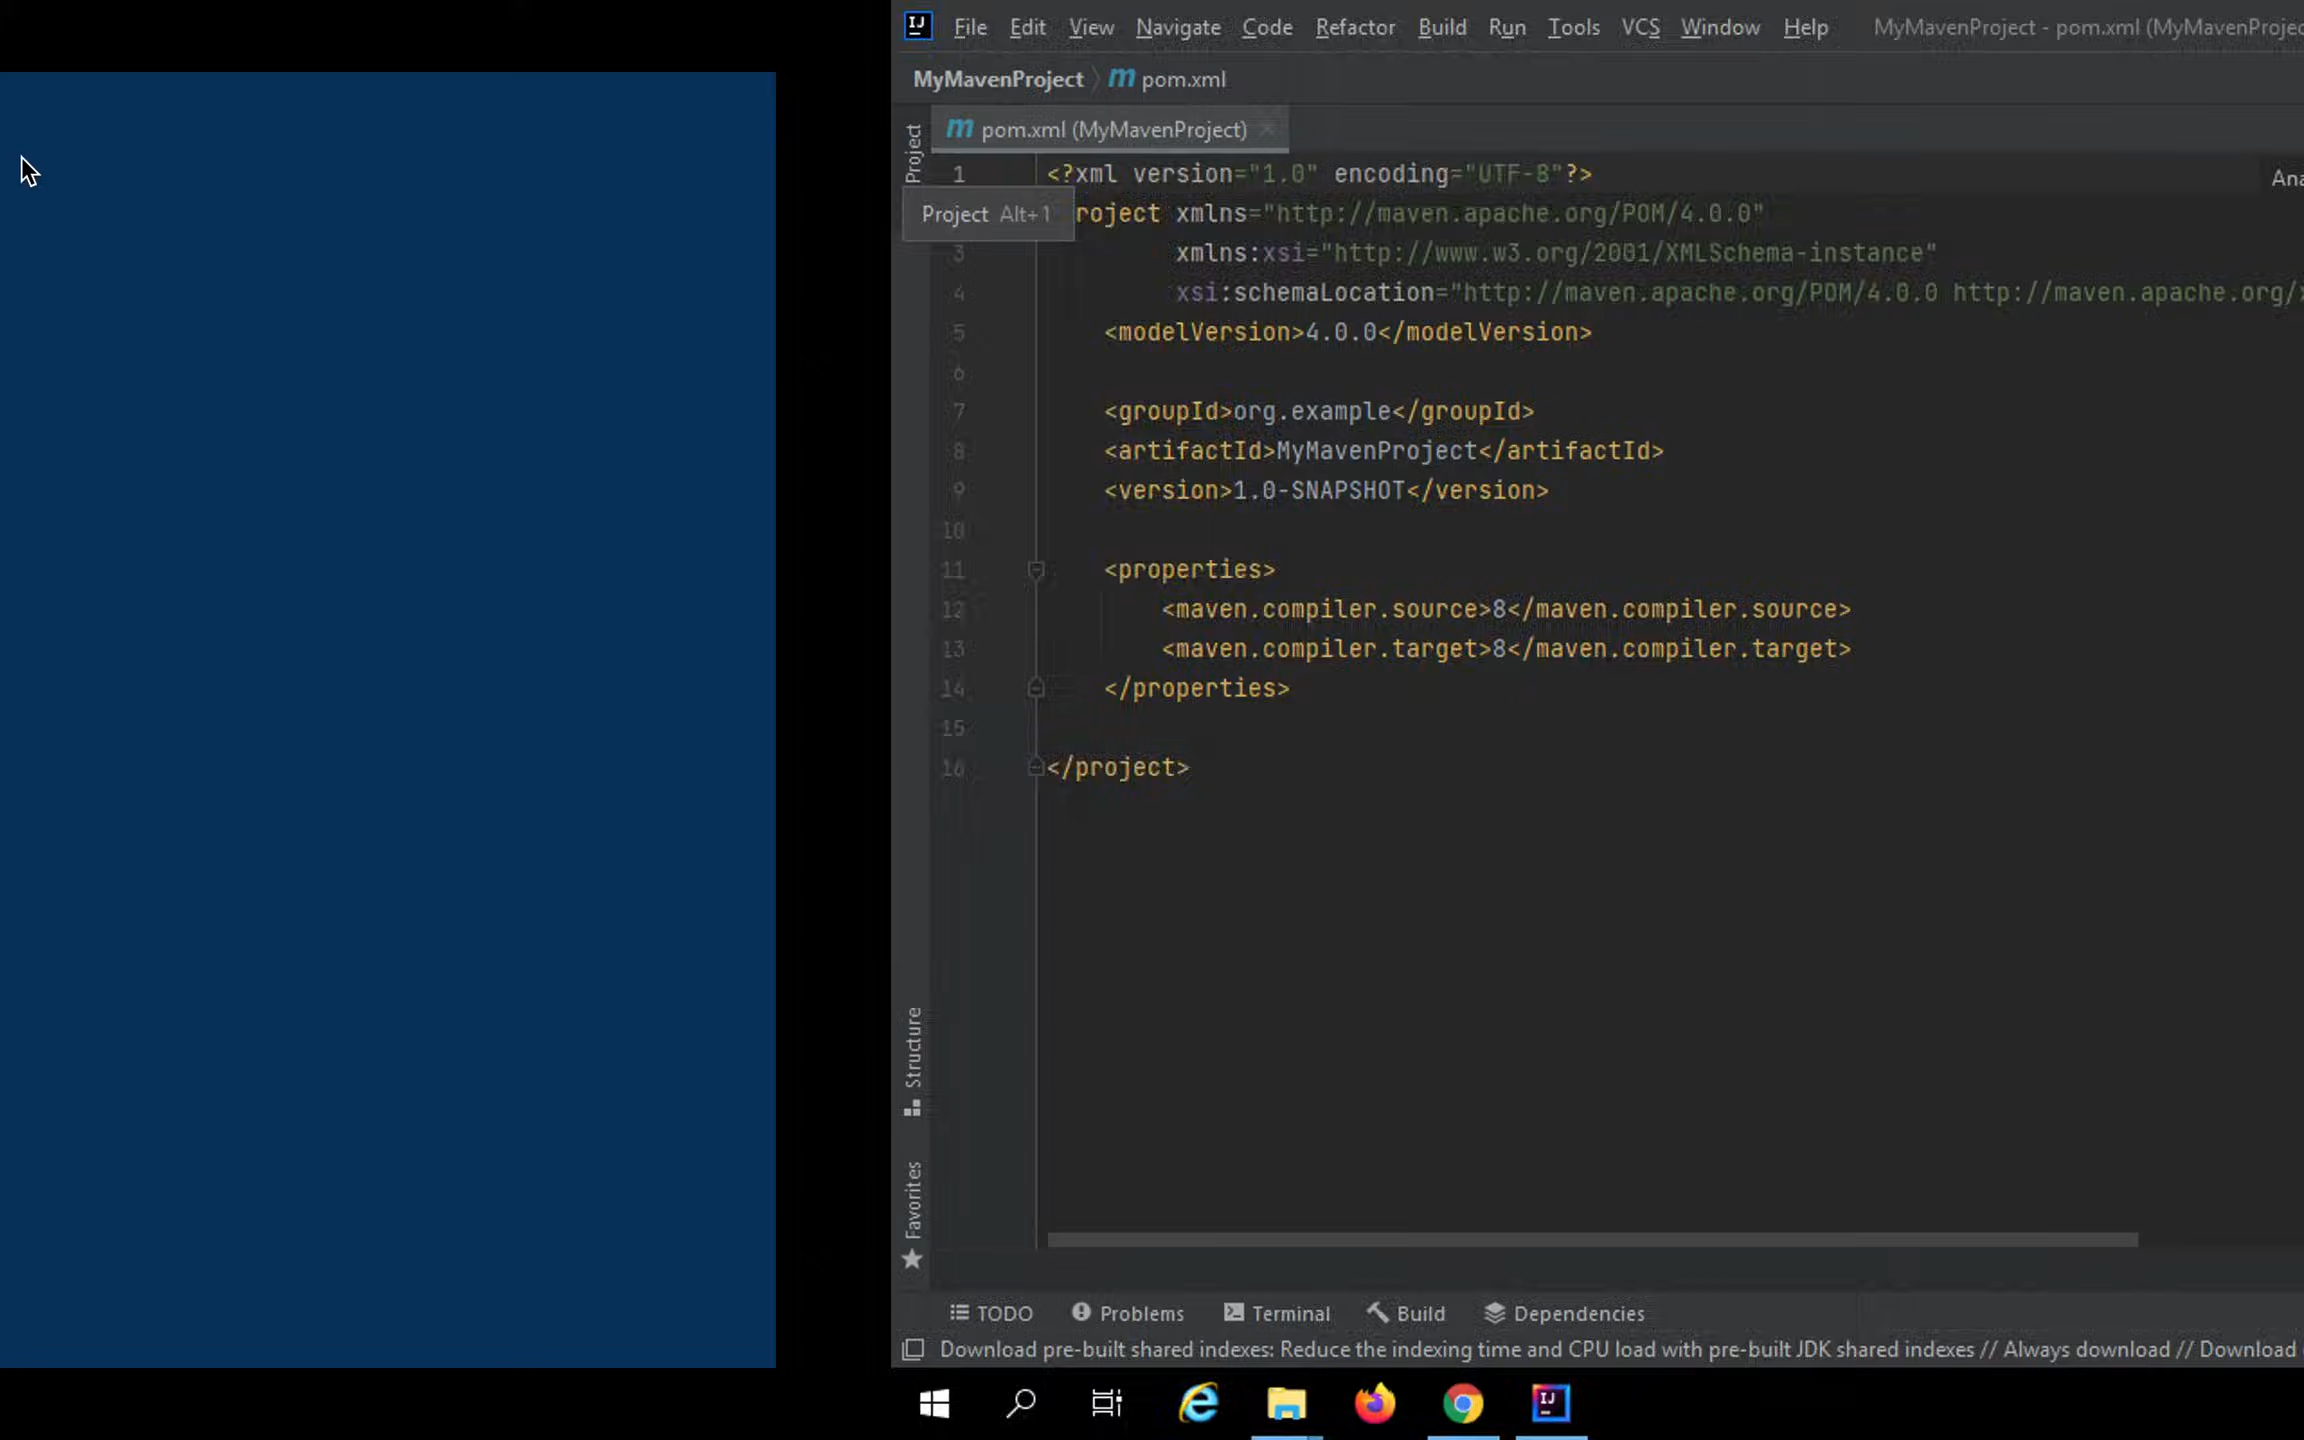 File Edit View Navigate Code Refactor Build Run Tools VCS Window Help MyMavenProject - pom.xml (MyMavenProjec
MyMavenProject 〉 m pom.xml
m pom.xml (MyMavenProject) ×
Project
Project Alt+1
1 <?xml version="1.0" encoding="UTF-8"?>
roject xmlns="http://maven.apache.org/POM/4.0.0"
3 xmlns:xsi="http://www.w3.org/2001/XMLSchema-instance"
4 xsi:schemaLocation="http://maven.apache.org/POM/4.0.0 http://maven.apache.org/
5 <modelVersion>4.0.0</modelVersion>
6
7 <groupId>org.example</groupId>
8 <artifactId>MyMavenProject</artifactId>
9 <version>1.0-SNAPSHOT</version>
10
11 <properties>
12 <maven.compiler.source>8</maven.compiler.source>
13 <maven.compiler.target>8</maven.compiler.target>
14 </properties>
15
16 </project>
Ana
Structure
Favorites
TODO Problems Terminal Build Dependencies
Download pre-built shared indexes: Reduce the indexing time and CPU load with pre-built JDK shared indexes // Always download // Download
IJ